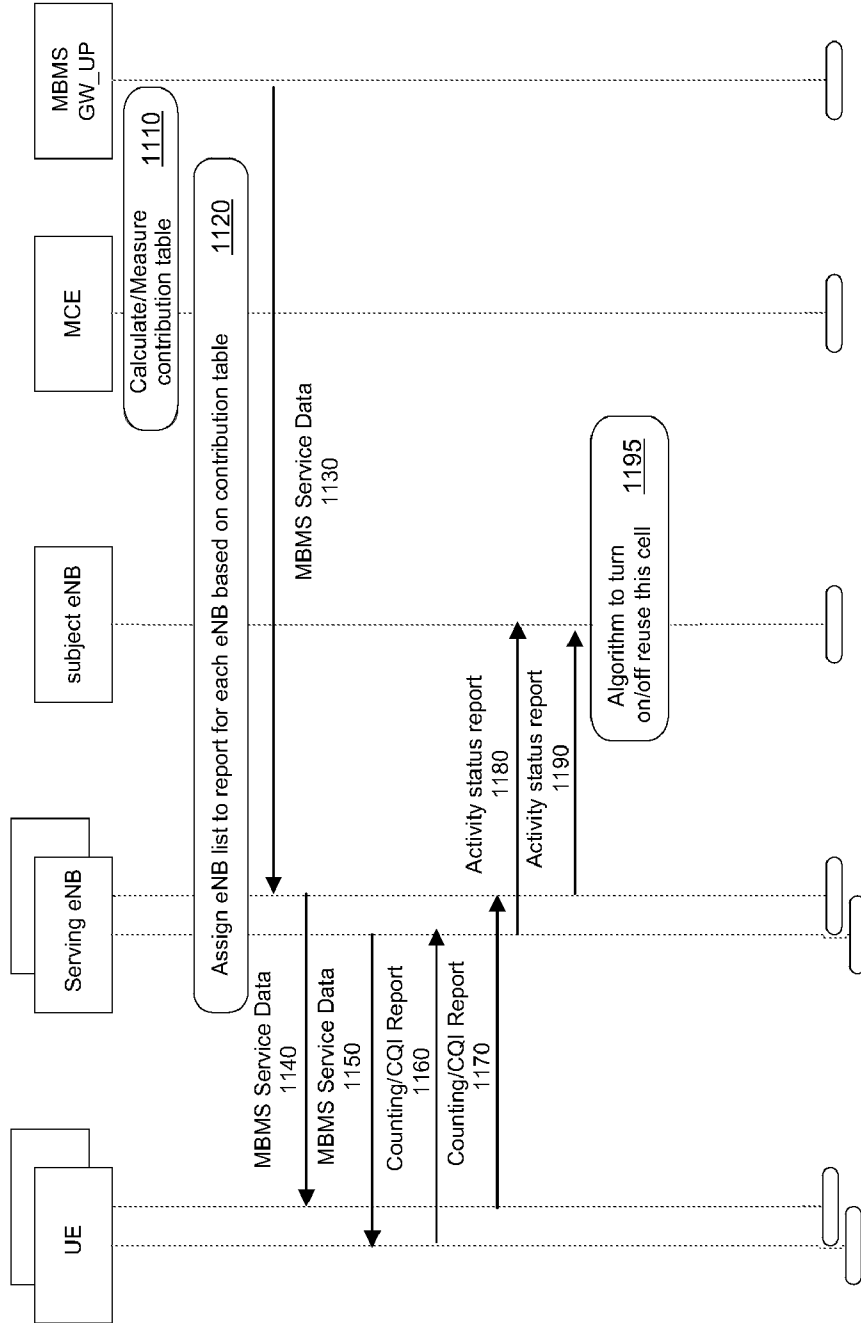 UE
Serving eNB
subject eNB
MCE
MBMS
GW_UP
Calculate/Measure
contribution table
1110
Assign eNB list to report for each eNB based on contribution table
1120
MBMS Service Data
1130
MBMS Service Data
1140
MBMS Service Data
1150
Counting/CQI Report
1160
Counting/CQI Report
1170
Activity status report
1180
Activity status report
1190
Algorithm to turn
on/off reuse this cell
1195